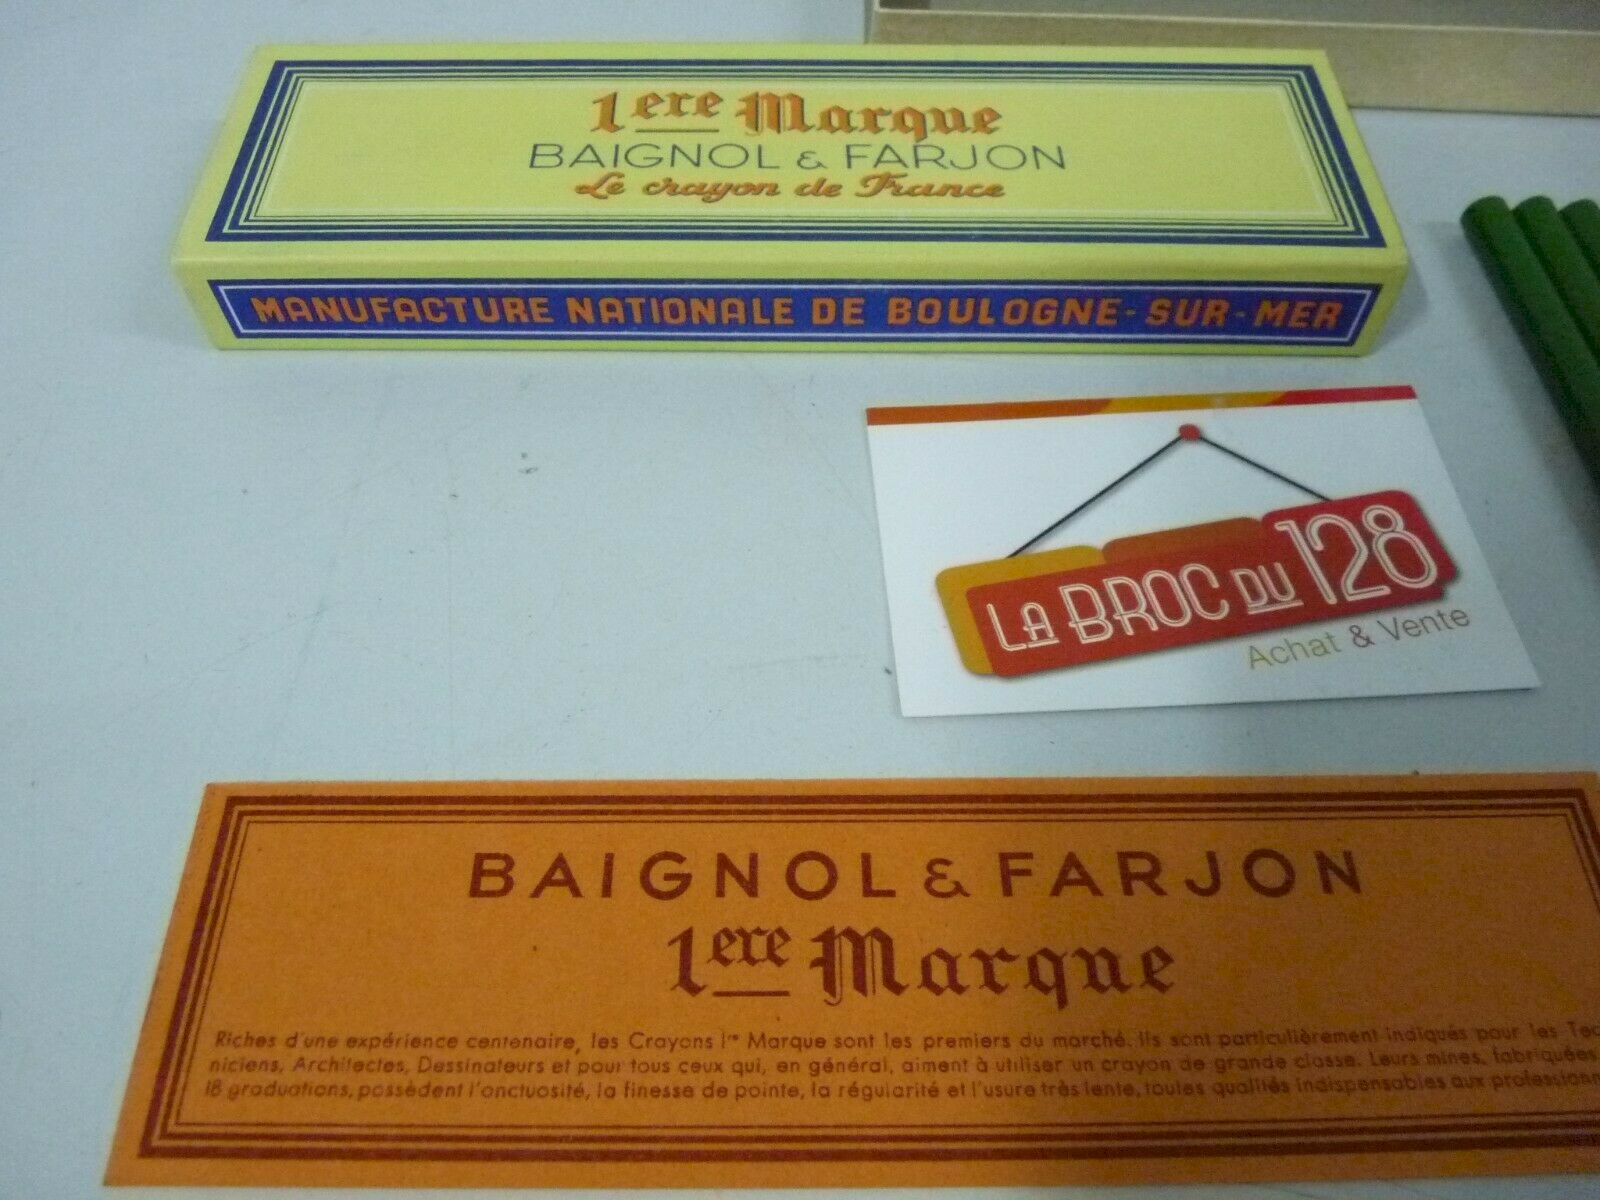 1ere Marque
BAIGNOL & FARJON
Le crayon de France
MANUFACTURE NATIONALE DE BOULOGNE-SUR-MER
LA BROC DU 128
Achat & Vente
BAIGNOL & FARJON
1ere Marque
Riches d'une expérience centenaire, les Crayons 1re Marque sont les premiers du marché. Ils sont particulièrement indiqués pour les Tec
niciens, Architectes, Dessinateurs et pour tous ceux qui, en général, aiment à utiliser un crayon de grande classe. Leurs mines, fabriquées
18 graduations, possèdent l'onctuosité, la finesse de pointe, la régularité et l'usure très lente, toutes qualités indispensables aux profession